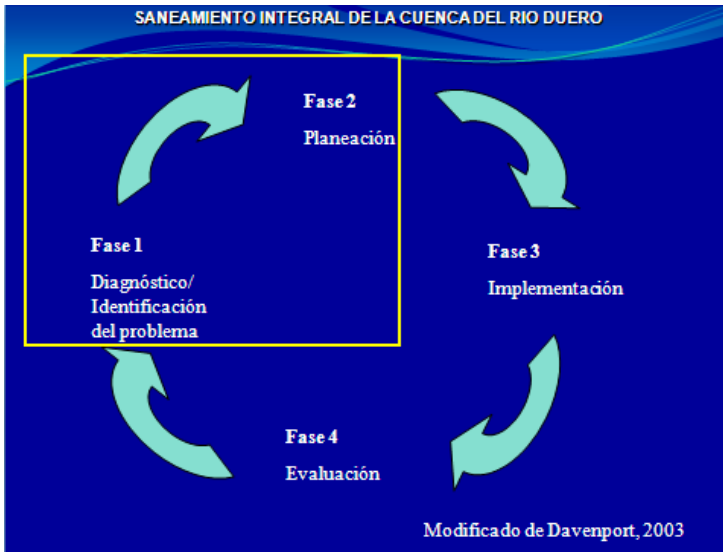 SANEAMIENTO INTEGRAL DE LA CUENCA DEL RIO DUERO
Fase 1
Diagnóstico/
Identificación
del problema
Fase 2
Planeación
Fase 3
Implementación
Fase 4
Evaluación
Modificado de Davenport, 2003